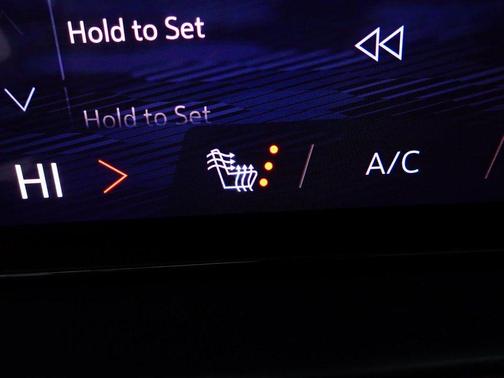 Hold to Set
Hold to Set
HI
A/C